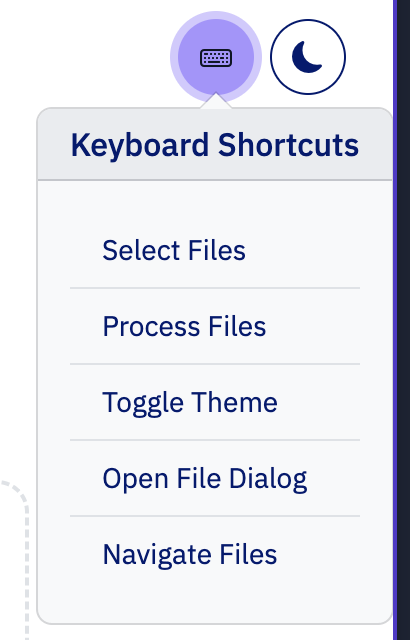 Keyboard Shortcuts
Select Files
Process Files
Toggle Theme
Open File Dialog
Navigate Files